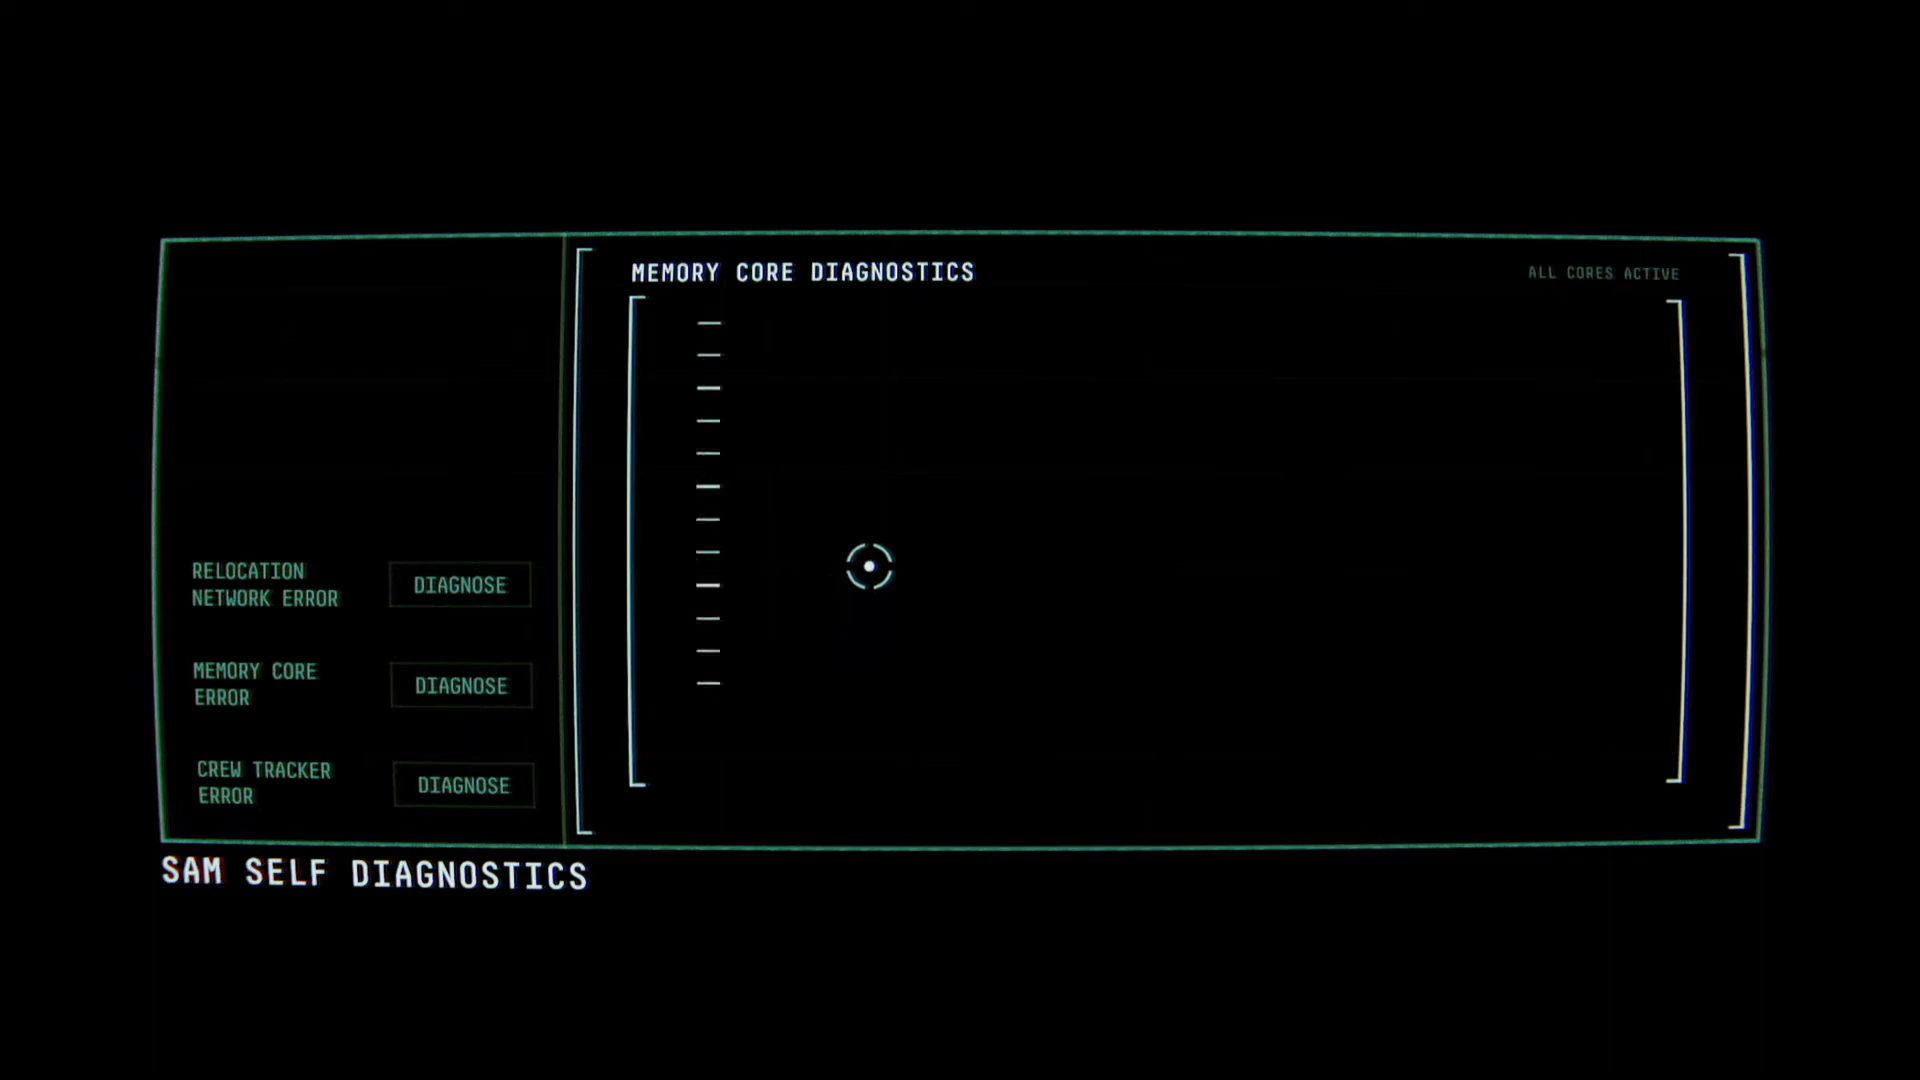 MEMORY CORE DIAGNOSTICS
ALL CORES ACTIVE
RELOCATION
NETWORK ERROR
DIAGNOSE
MEMORY CORE
ERROR
DIAGNOSE
CREW TRACKER
ERROR
DIAGNOSE
SAM SELF DIAGNOSTICS